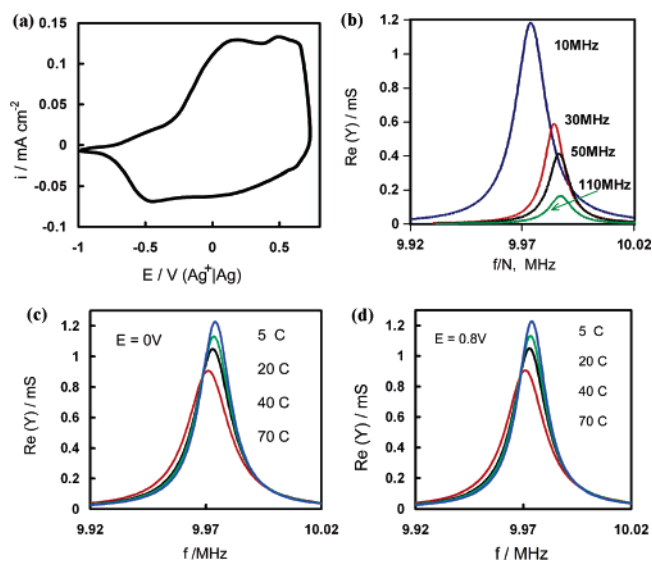 (a)
0.15
0.1
0.05
0
-0.05
0.1
-1
-0.5
0
0.5
i / mA cm⁻²
E / V (Ag⁺|Ag)
(b)
1.2
1
0.8
0.6
0.4
0.2
0
9.92
9.97
10.02
Re (Y) / mS
f/N, MHz
10MHz
30MHz
50MHz
110MHz
(c)
1.2
1
0.8
0.6
0.4
0.2
0
9.92
9.97
10.02
Re (Y) / mS
f /MHz
E = 0V
5 C
20 C
40 C
70 C
(d)
1.2
1
0.8
0.6
0.4
0.2
0
9.92
9.97
10.02
Re (Y) / mS
f / MHz
E = 0.8V
5 C
20 C
40 C
70 C